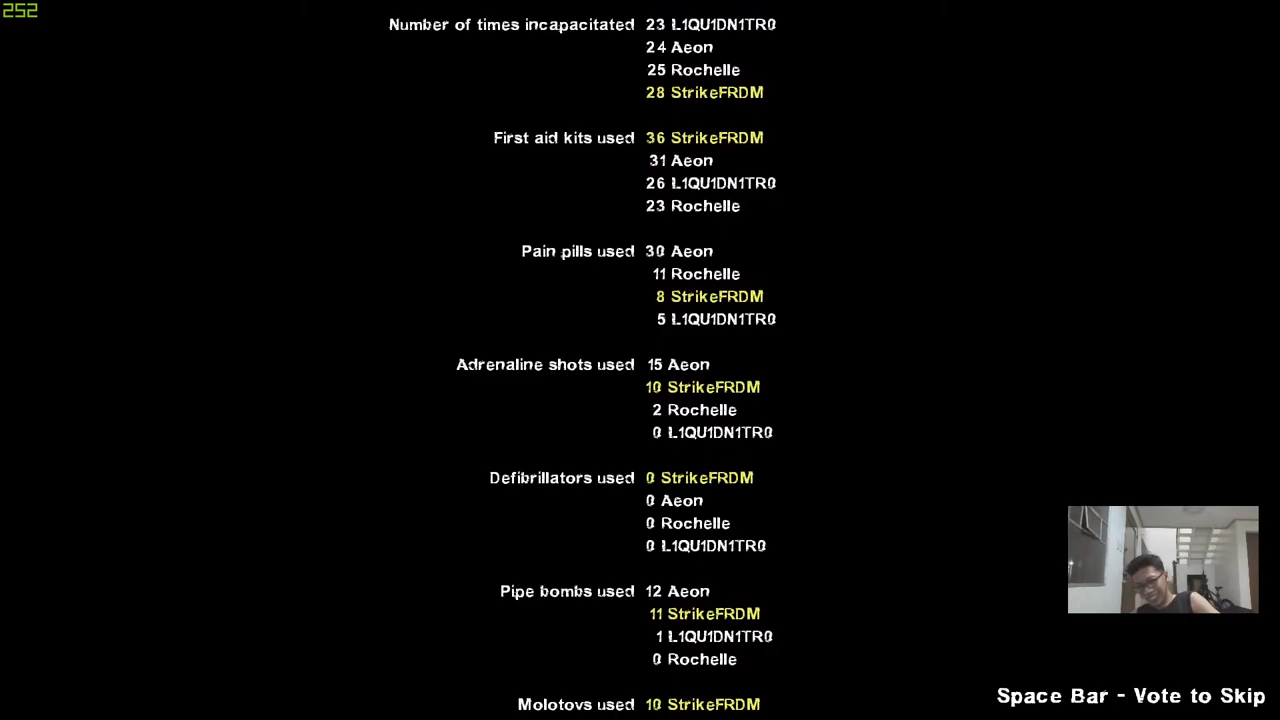 252
Number of times incapacitated 23 L1QU1DN1TR0
24 Aeon
25 Rochelle
28 StrikeFRDM
First aid kits used 36 StrikeFRDM
31 Aeon
26 L1QU1DN1TR0
23 Rochelle
Pain pills used 30 Aeon
11 Rochelle
8 StrikeFRDM
5 L1QU1DN1TR0
Adrenaline shots used 15 Aeon
10 StrikeFRDM
2 Rochelle
0 L1QU1DN1TR0
Defibrillators used 0 StrikeFRDM
0 Aeon
0 Rochelle
0 L1QU1DN1TR0
Pipe bombs used 12 Aeon
11 StrikeFRDM
1 L1QU1DN1TR0
0 Rochelle
Molotovs used 10 StrikeFRDM
Space Bar - Vote to Skip